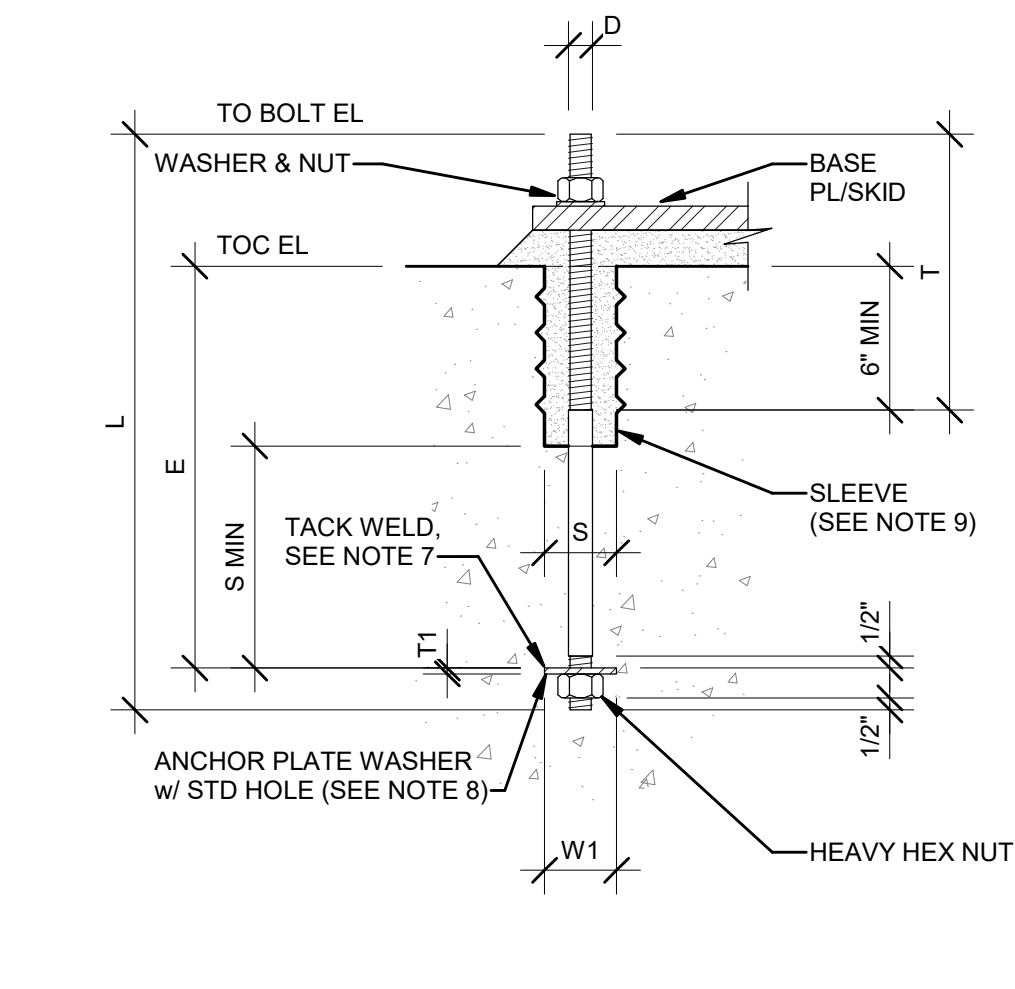 D
TO BOLT EL
WASHER & NUT
BASE
PL/SKID
TOC EL
T
6" MIN
L
E
S MIN
SLEEVE
(SEE NOTE 9)
TACK WELD,
SEE NOTE 7
S
T1
1/2"
1/2"
ANCHOR PLATE WASHER
w/ STD HOLE (SEE NOTE 8)
W1
HEAVY HEX NUT